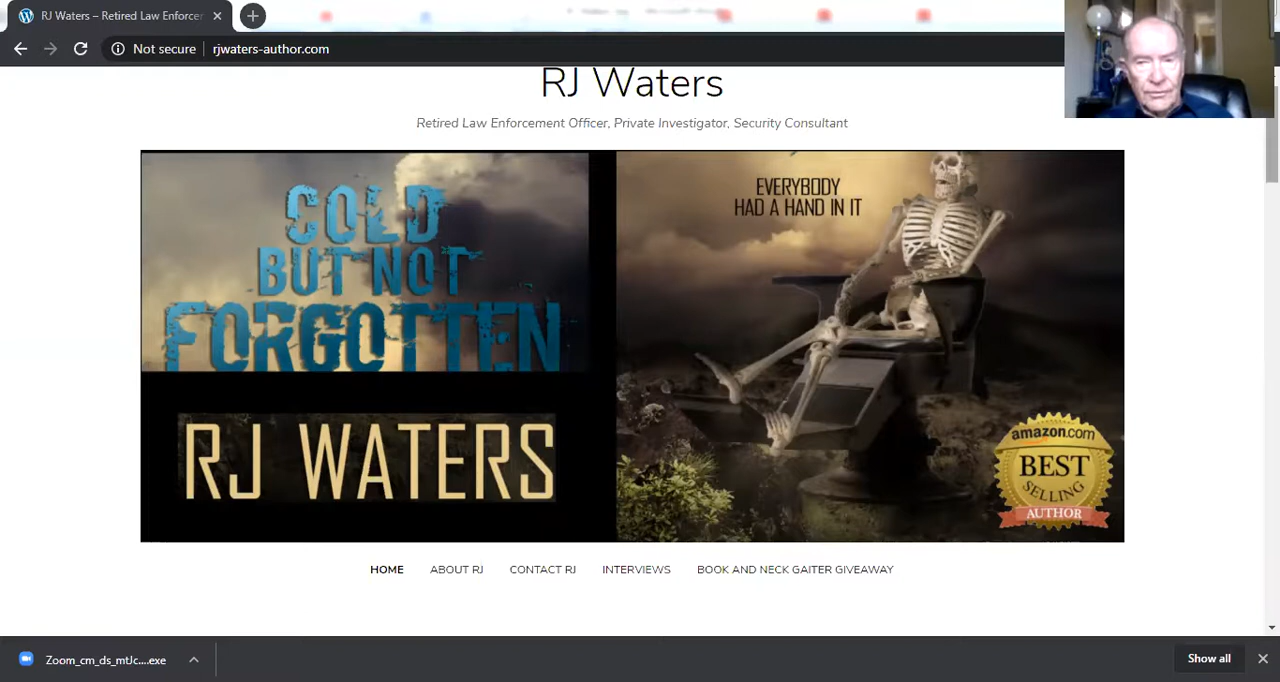 RJ Waters – Retired Law Enforcer
Not secure
rjwaters-author.com
RJ Waters
Retired Law Enforcement Officer, Private Investigator, Security Consultant
COLD
BUT NOT
FORGOTTEN
RJ WATERS
EVERYBODY
HAD A HAND IN IT
amazon.com
BEST
SELLING
AUTHOR
HOME ABOUT RJ CONTACT RJ INTERVIEWS BOOK AND NECK GAITER GIVEAWAY
Zoom_cm_ds_mtJc....exe
Show all